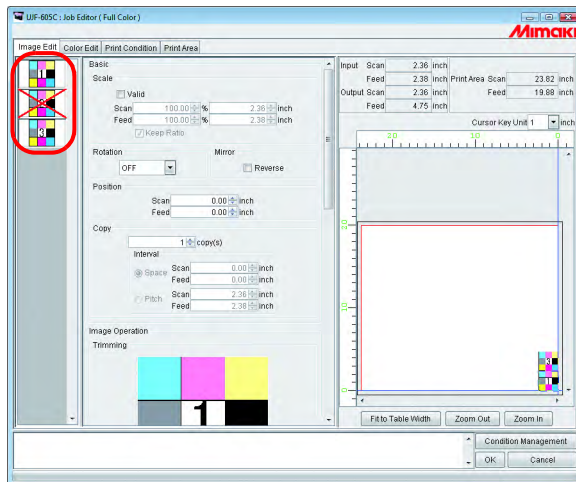 UJF-605C : Job Editor ( Full Color )
Mimaki
Image Edit Color Edit Print Condition Print Area
1
3
Basic
Scale
Valid
Scan 100.00 % 2.36 inch
Feed 100.00 % 2.38 inch
Keep Ratio
Rotation Mirror
OFF Reverse
Position
Scan 0.00 inch
Feed 0.00 inch
Copy
1 copy(s)
Interval
Space Scan 0.00 inch
Feed 0.00 inch
Pitch Scan 2.36 inch
Feed 2.38 inch
Image Operation
Trimming
1
Input Scan 2.36 inch
Feed 2.38 inch Print Area Scan 23.82 inch
Output Scan 2.36 inch Feed 19.88 inch
Feed 4.75 inch
Cursor Key Unit 1 inch
20 10 0
20
10
0
3
1
Fit to Table Width Zoom Out Zoom In
Condition Management
OK Cancel